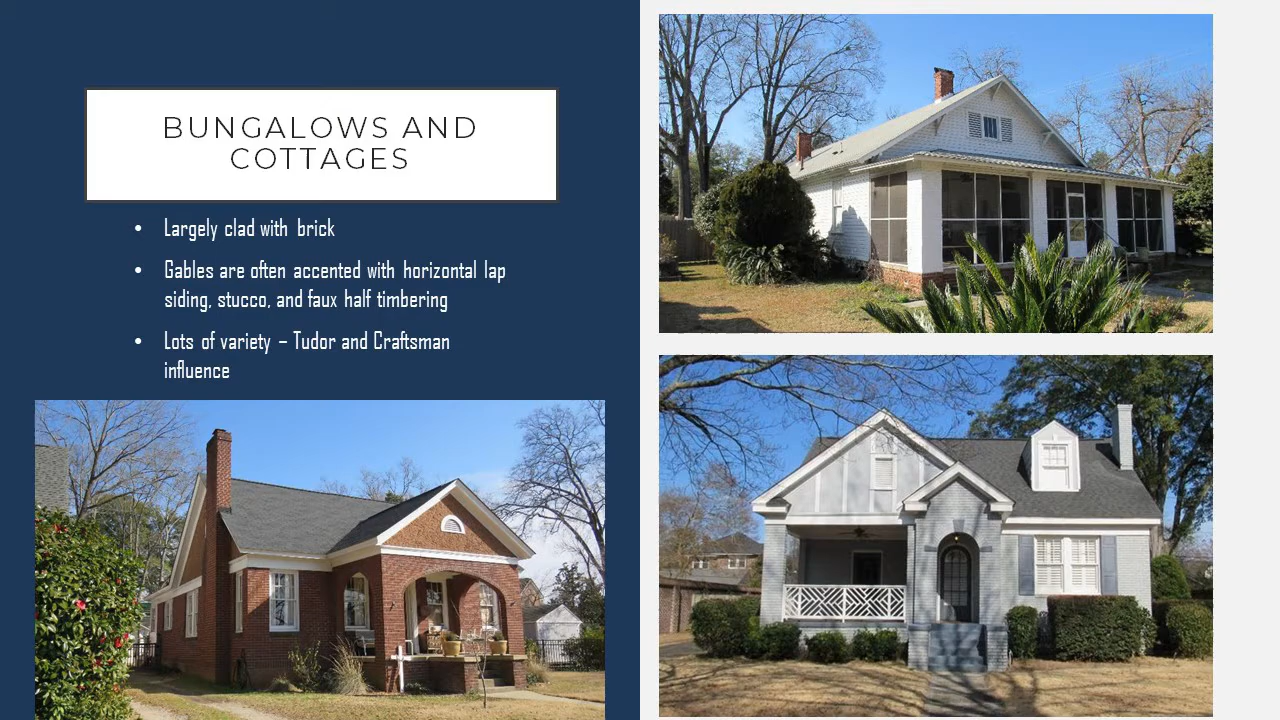 BUNGALOWS AND
COTTAGES
• Largely clad with brick
• Gables are often accented with horizontal lap
siding, stucco, and faux half timbering
• Lots of variety – Tudor and Craftsman
influence